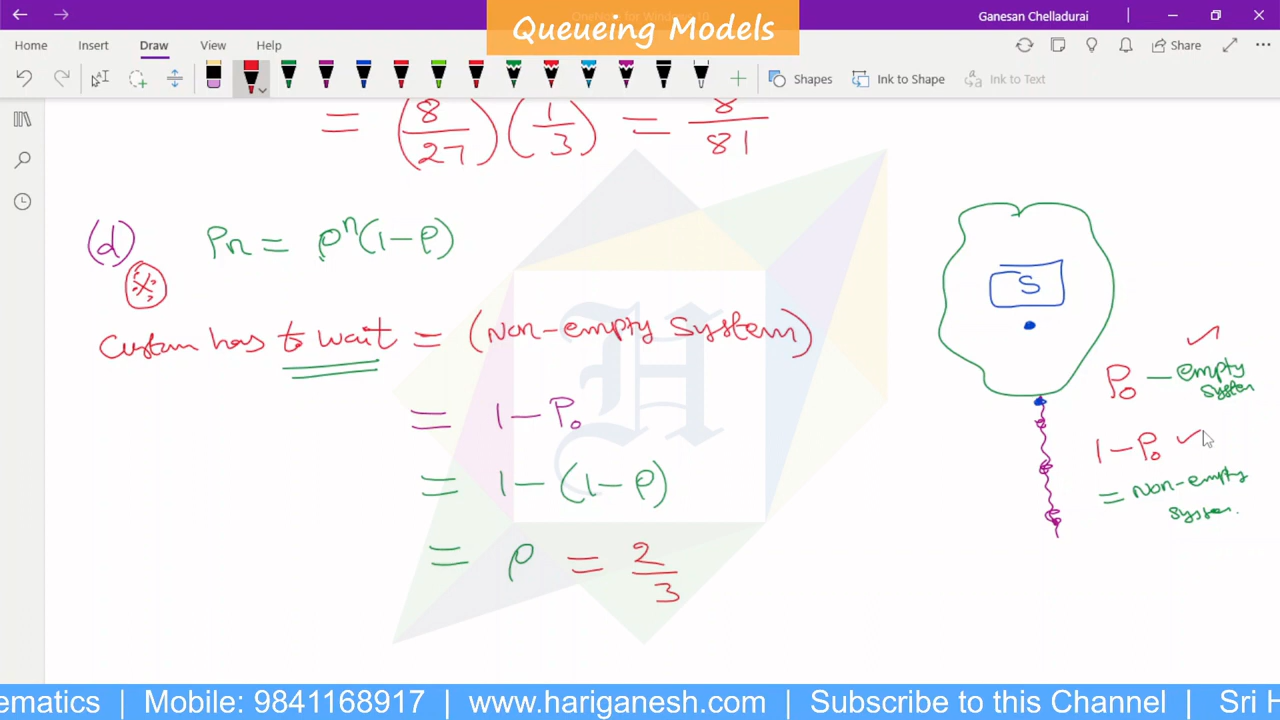 Queueing Models
Ganesan Chelladurai
Home Insert Draw View Help
Share
Shapes Ink to Shape Ink to Text
= (8/27)(1/3) = 8/81
(d) Pn = ρⁿ(1-ρ)
Custom has to wait = (Non-empty System)
= 1 - P₀
= 1 - (1 - ρ)
= ρ = 2/3
S
P₀ - empty
system
1 - P₀ ✓
= Non-empty
system.
H
ematics | Mobile: 9841168917 | www.hariganesh.com | Subscribe to this Channel | Sri H